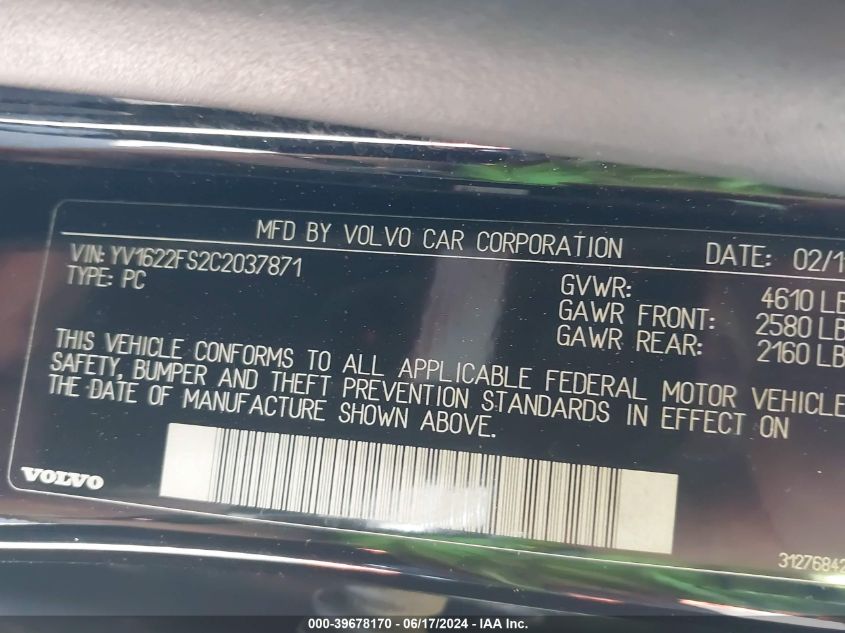 MFD BY VOLVO CAR CORPORATION DATE: 02/1
VIN: YV1622FS2C2037871
TYPE: PC
GVWR: 4610 LB
GAWR FRONT: 2580 LB
GAWR REAR: 2160 LB
THIS VEHICLE CONFORMS TO ALL APPLICABLE FEDERAL MOTOR VEHICLE
SAFETY, BUMPER AND THEFT PREVENTION STANDARDS IN EFFECT ON
THE DATE OF MANUFACTURE SHOWN ABOVE.
VOLVO
31276842
000-39678170 - 06/17/2024 - IAA Inc.